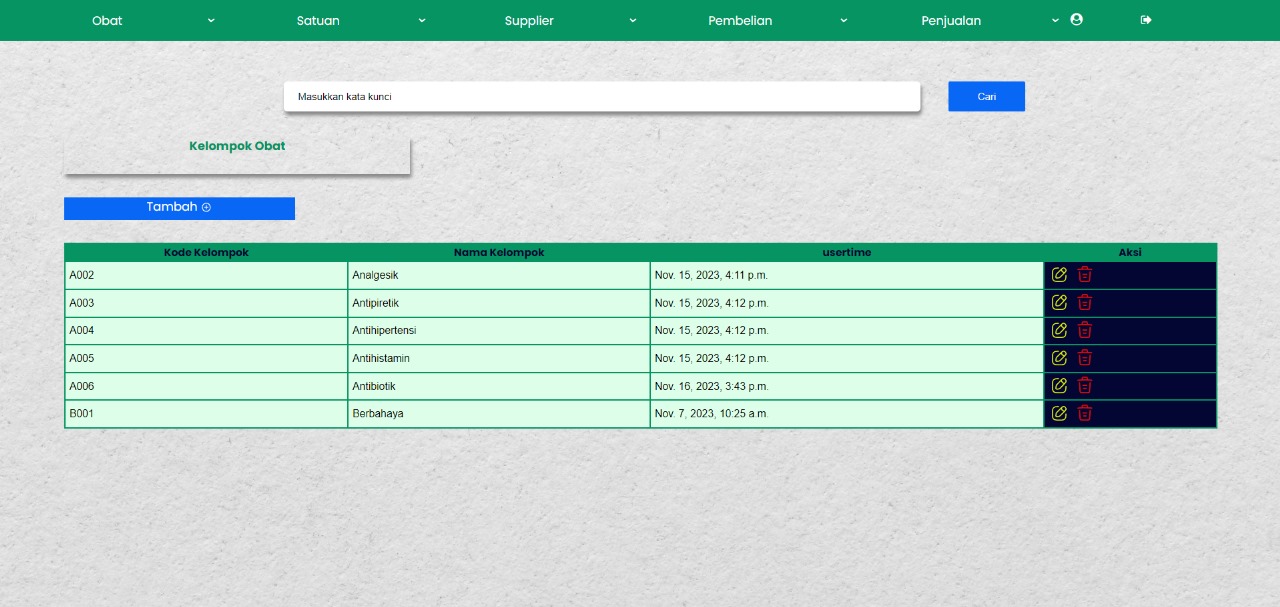 Obat Satuan Supplier Pembelian Penjualan
Masukkan kata kunci Cari
Kelompok Obat
Tambah
Kode Kelompok Nama Kelompok usertime Aksi
A002 Analgesik Nov. 15, 2023, 4:11 p.m.
A003 Antipiretik Nov. 15, 2023, 4:12 p.m.
A004 Antihipertensi Nov. 15, 2023, 4:12 p.m.
A005 Antihistamin Nov. 15, 2023, 4:12 p.m.
A006 Antibiotik Nov. 16, 2023, 3:43 p.m.
B001 Berbahaya Nov. 7, 2023, 10:25 a.m.